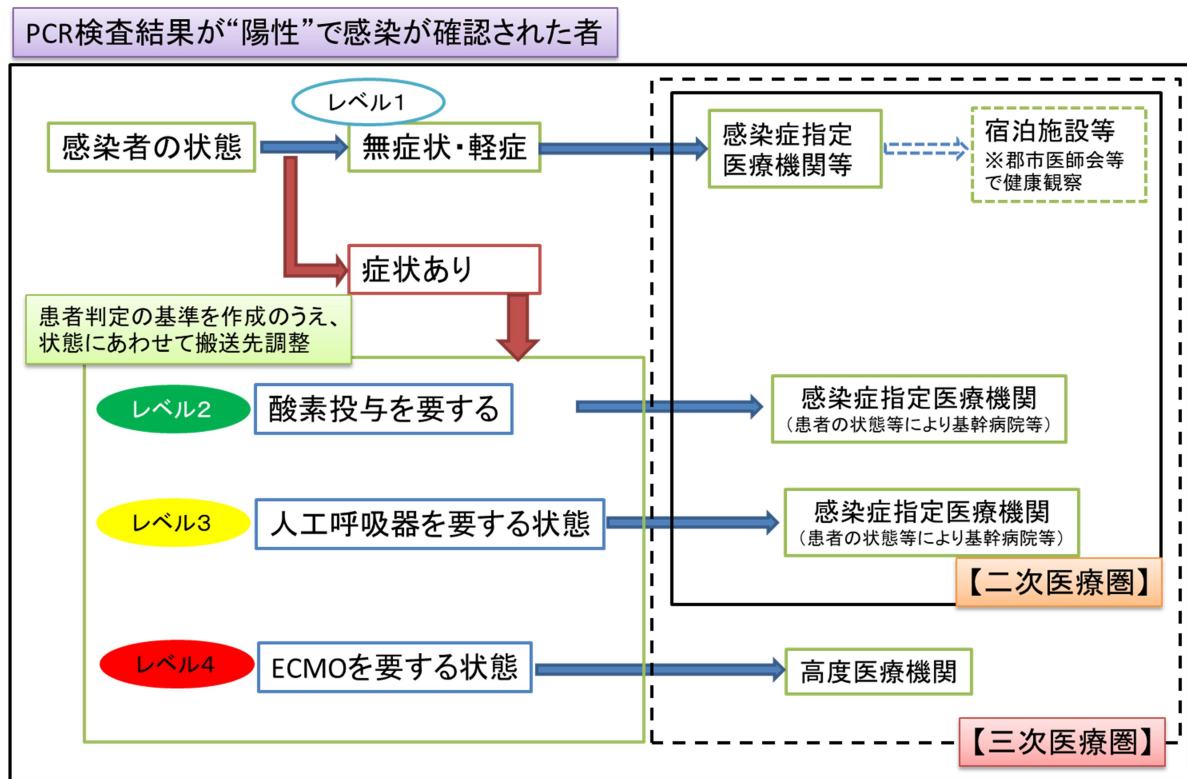 PCR検査結果が“陽性”で感染が確認された者
レベル1
感染者の状態
無症状・軽症
感染症指定
医療機関等
宿泊施設等
※郡市医師会等
で健康観察
症状あり
患者判定の基準を作成のうえ、
状態にあわせて搬送先調整
レベル2
酸素投与を要する
感染症指定医療機関
（患者の状態等により基幹病院等）
レベル3
人工呼吸器を要する状態
感染症指定医療機関
（患者の状態等により基幹病院等）
【二次医療圏】
レベル4
ECMOを要する状態
高度医療機関
【三次医療圏】